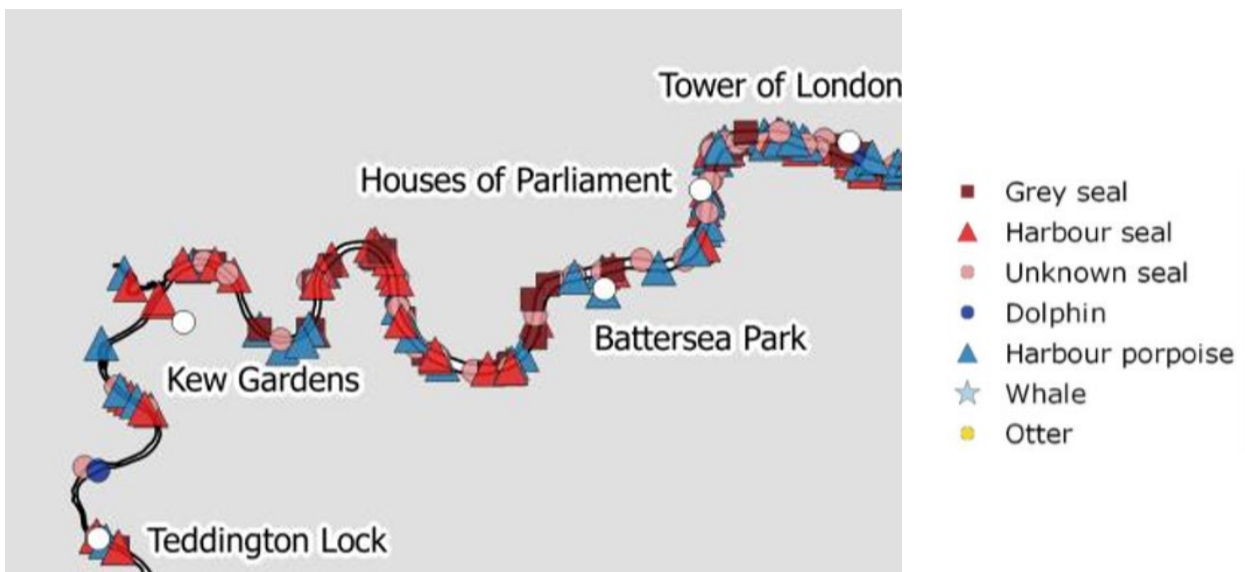 Tower of London
Houses of Parliament
Battersea Park
Kew Gardens
Teddington Lock
Grey seal
Harbour seal
Unknown seal
Dolphin
Harbour porpoise
Whale
Otter